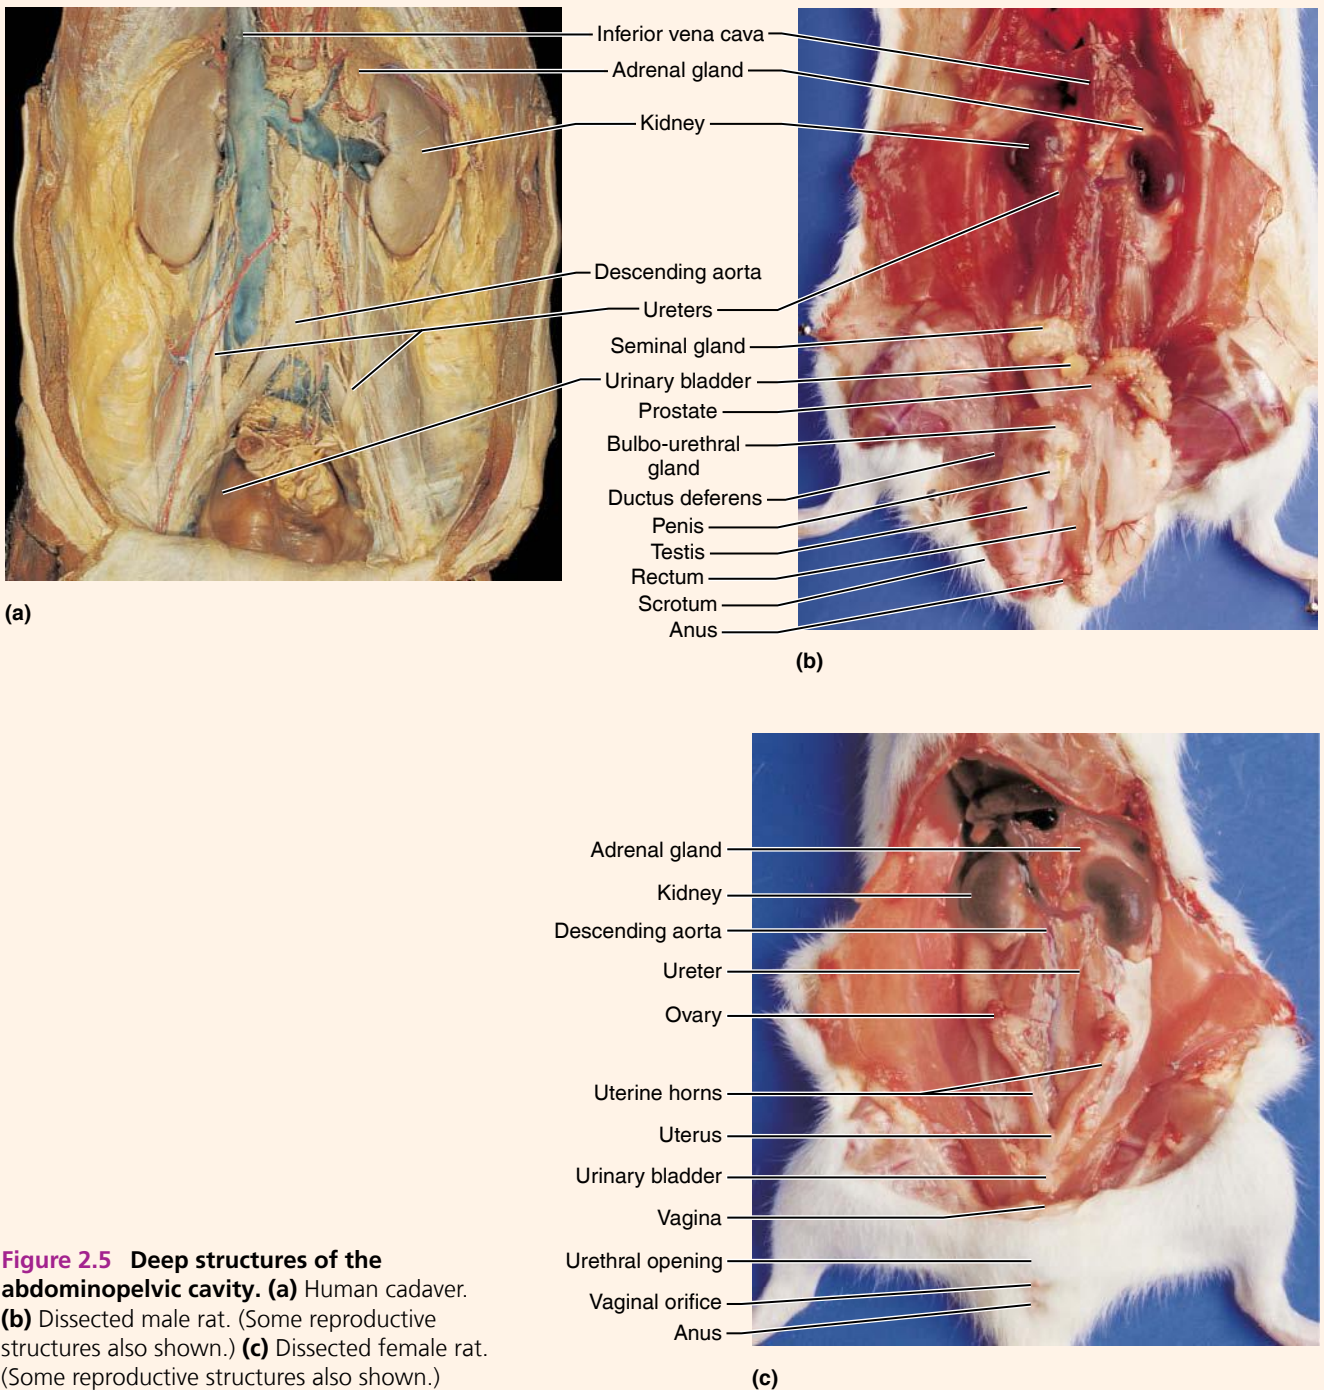 Inferior vena cava
Adrenal gland
Kidney
Descending aorta
Ureters
Seminal gland
Urinary bladder
Prostate
Bulbo-urethral
gland
Ductus deferens
Penis
Testis
Rectum
Scrotum
Anus
(a)
(b)
Adrenal gland
Kidney
Descending aorta
Ureter
Ovary
Uterine horns
Uterus
Urinary bladder
Vagina
Urethral opening
Vaginal orifice
Anus
(c)
Figure 2.5 Deep structures of the
abdominopelvic cavity. (a) Human cadaver.
(b) Dissected male rat. (Some reproductive
structures also shown.) (c) Dissected female rat.
(Some reproductive structures also shown.)